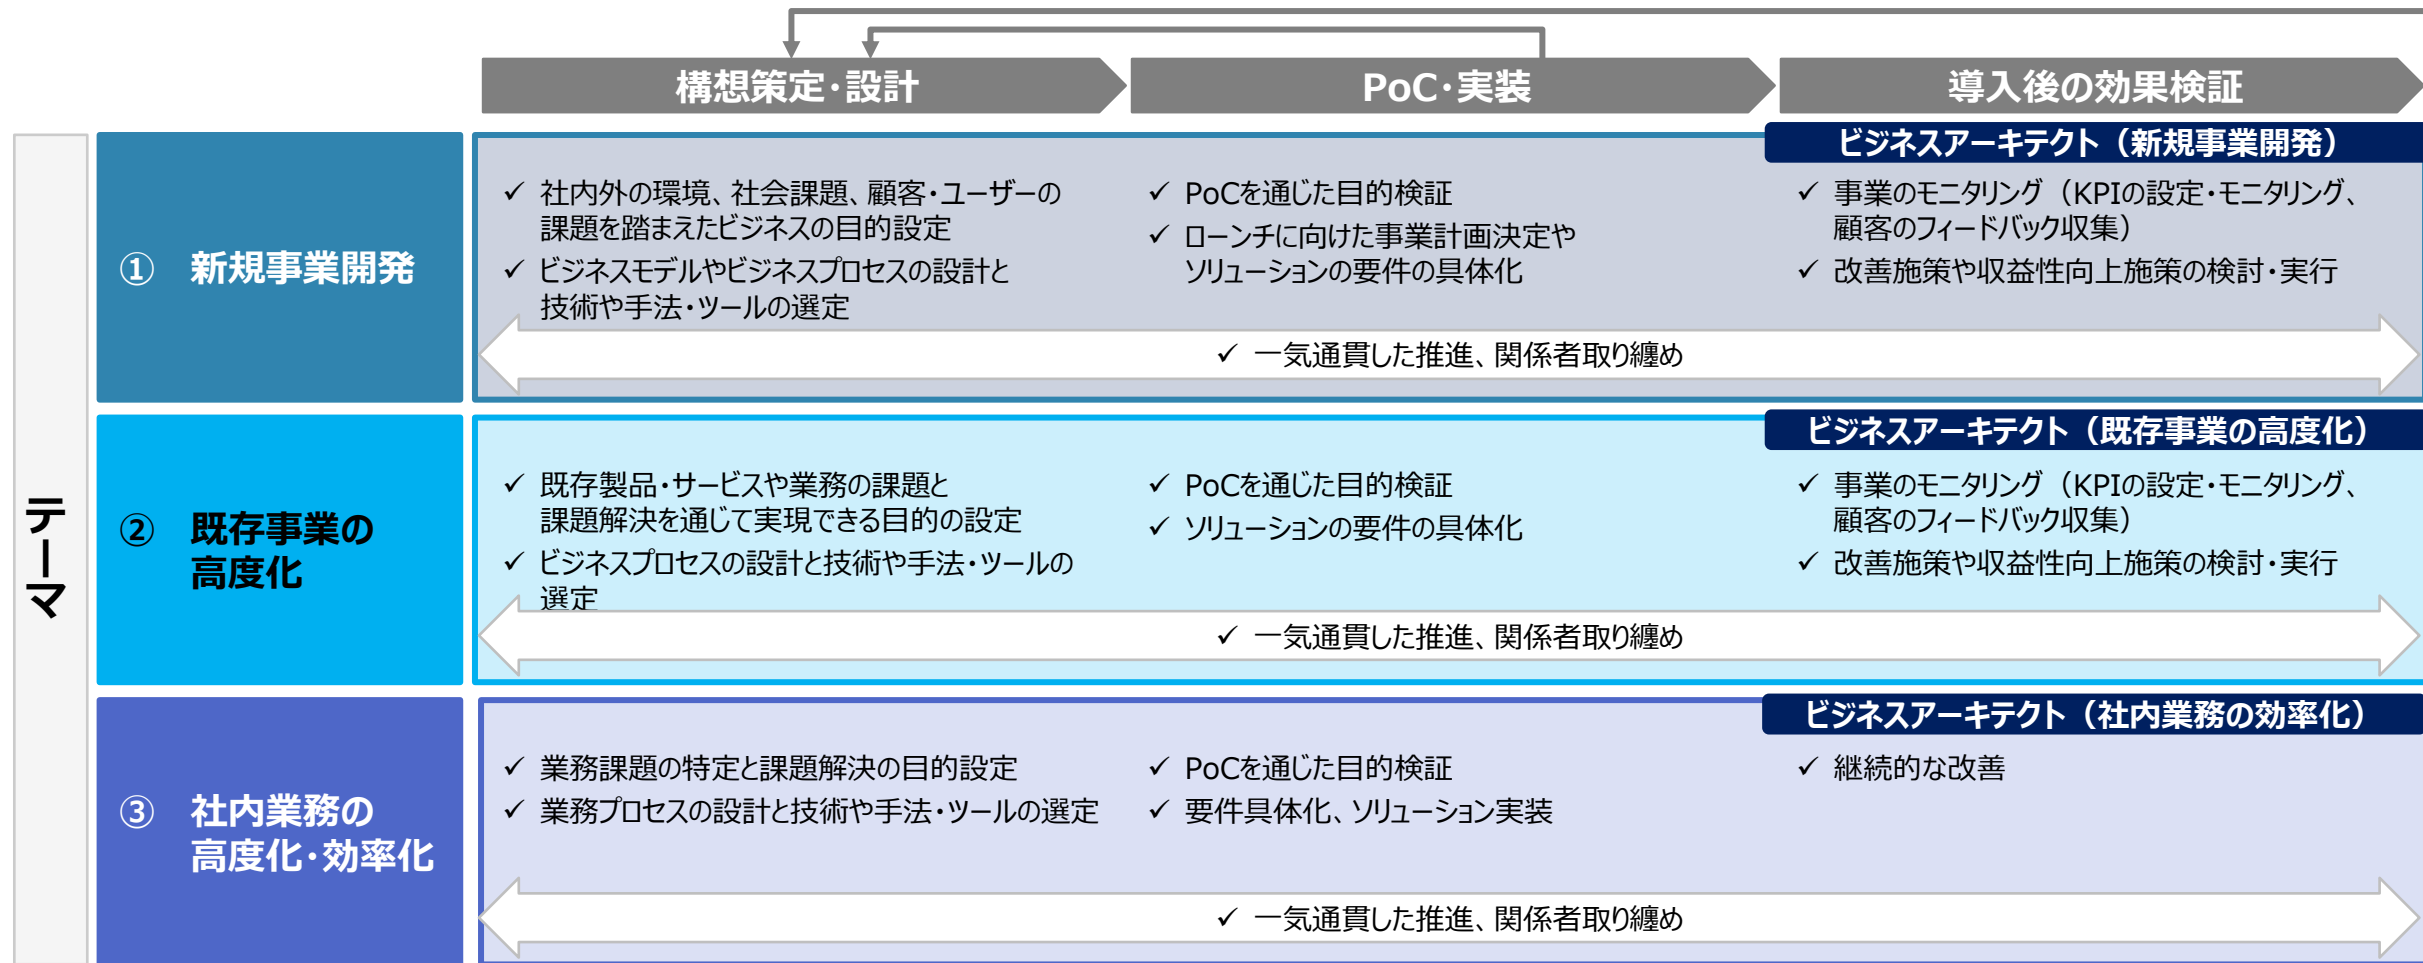 構想策定・設計
PoC・実装
導入後の効果検証
テーマ
① 新規事業開発
ビジネスアーキテクト（新規事業開発）
✓ 社内外の環境、社会課題、顧客・ユーザーの
課題を踏まえたビジネスの目的設定
✓ ビジネスモデルやビジネスプロセスの設計と
技術や手法・ツールの選定
✓ PoCを通じた目的検証
✓ ローンチに向けた事業計画決定や
ソリューションの要件の具体化
✓ 事業のモニタリング（KPIの設定・モニタリング、
顧客のフィードバック収集）
✓ 改善施策や収益性向上施策の検討・実行
✓ 一気通貫した推進、関係者取り纏め
② 既存事業の
高度化
ビジネスアーキテクト（既存事業の高度化）
✓ 既存製品・サービスや業務の課題と
課題解決を通じて実現できる目的の設定
✓ ビジネスプロセスの設計と技術や手法・ツールの
選定
✓ PoCを通じた目的検証
✓ ソリューションの要件の具体化
✓ 事業のモニタリング（KPIの設定・モニタリング、
顧客のフィードバック収集）
✓ 改善施策や収益性向上施策の検討・実行
✓ 一気通貫した推進、関係者取り纏め
③ 社内業務の
高度化・効率化
ビジネスアーキテクト（社内業務の効率化）
✓ 業務課題の特定と課題解決の目的設定
✓ 業務プロセスの設計と技術や手法・ツールの選定
✓ PoCを通じた目的検証
✓ 要件具体化、ソリューション実装
✓ 継続的な改善
✓ 一気通貫した推進、関係者取り纏め